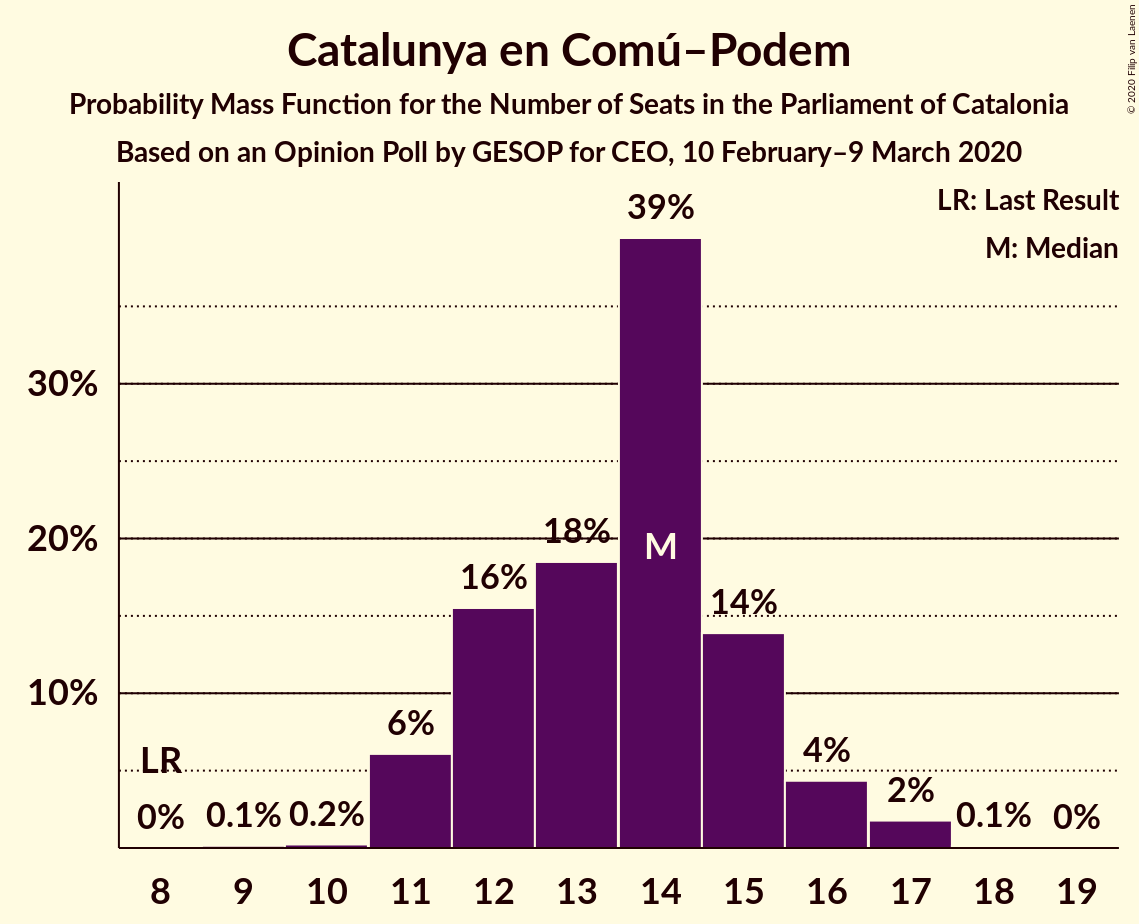 Catalunya en Comú–Podem
Probability Mass Function for the Number of Seats in the Parliament of Catalonia
Based on an Opinion Poll by GESOP for CEO, 10 February–9 March 2020
© 2020 Filip van Laenen
LR: Last Result
M: Median
39%
30%
20%
18%
M
16%
14%
10%
6%
LR
4%
2%
0% 0.1% 0.2% 0.1% 0%
8 9 10 11 12 13 14 15 16 17 18 19